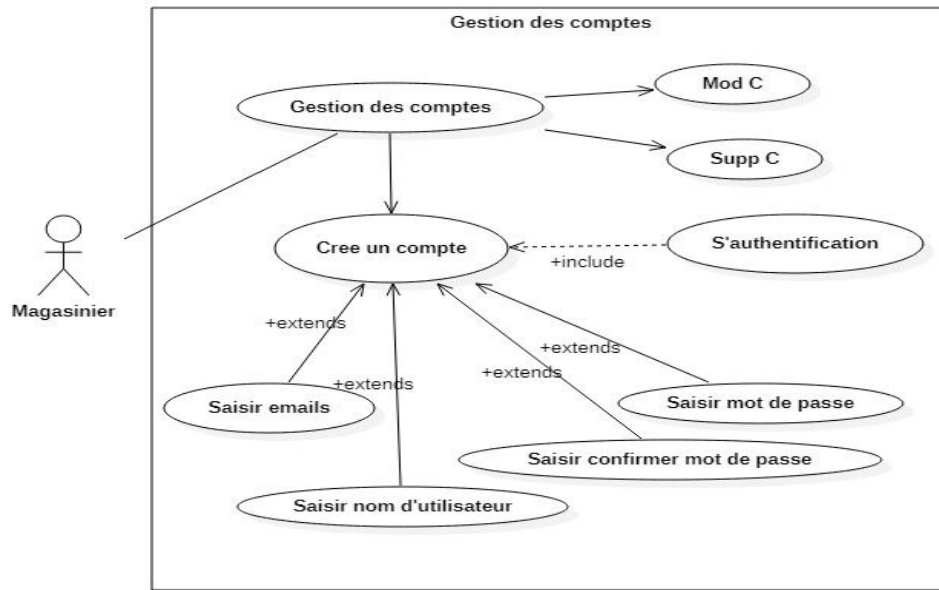 Gestion des comptes
Mod C
Gestion des comptes
Supp C
S'authentification
Cree un compte
+include
Magasinier
+extends
+extends
+extends
+extends
Saisir mot de passe
Saisir emails
Saisir confirmer mot de passe
Saisir nom d'utilisateur